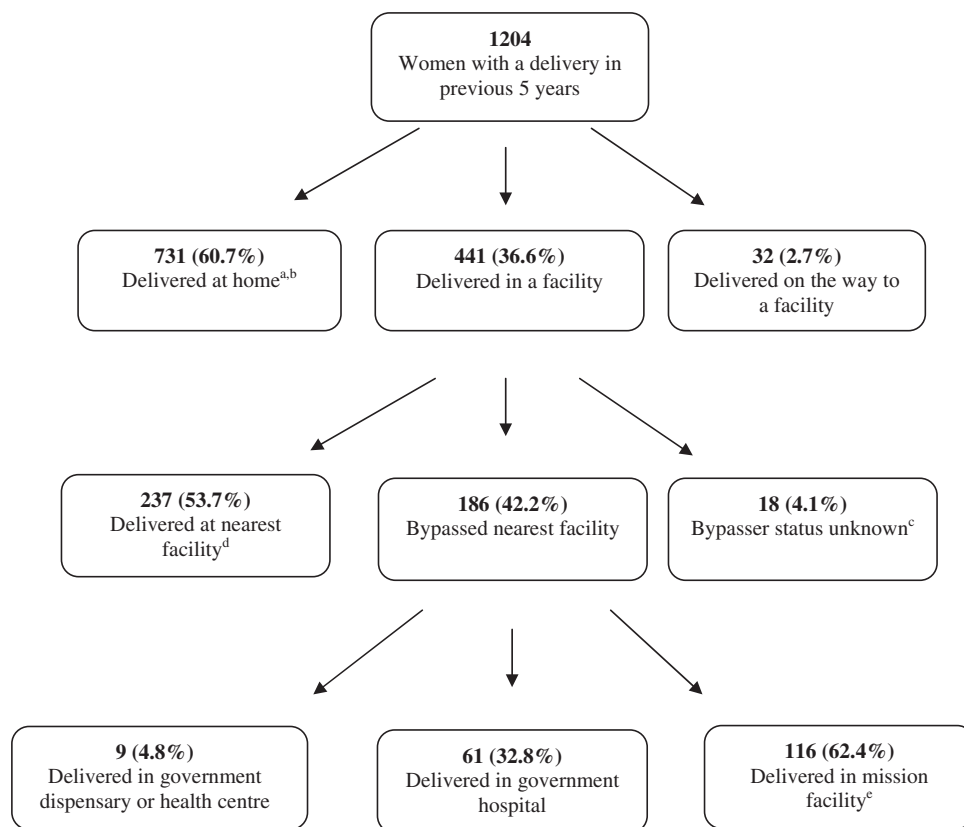 1204
Women with a delivery in
previous 5 years
731 (60.7%)
Delivered at home^a,b
441 (36.6%)
Delivered in a facility
32 (2.7%)
Delivered on the way to
a facility
237 (53.7%)
Delivered at nearest
facility^d
186 (42.2%)
Bypassed nearest facility
18 (4.1%)
Bypasser status unknown^c
9 (4.8%)
Delivered in government
dispensary or health centre
61 (32.8%)
Delivered in government
hospital
116 (62.4%)
Delivered in mission
facility^e